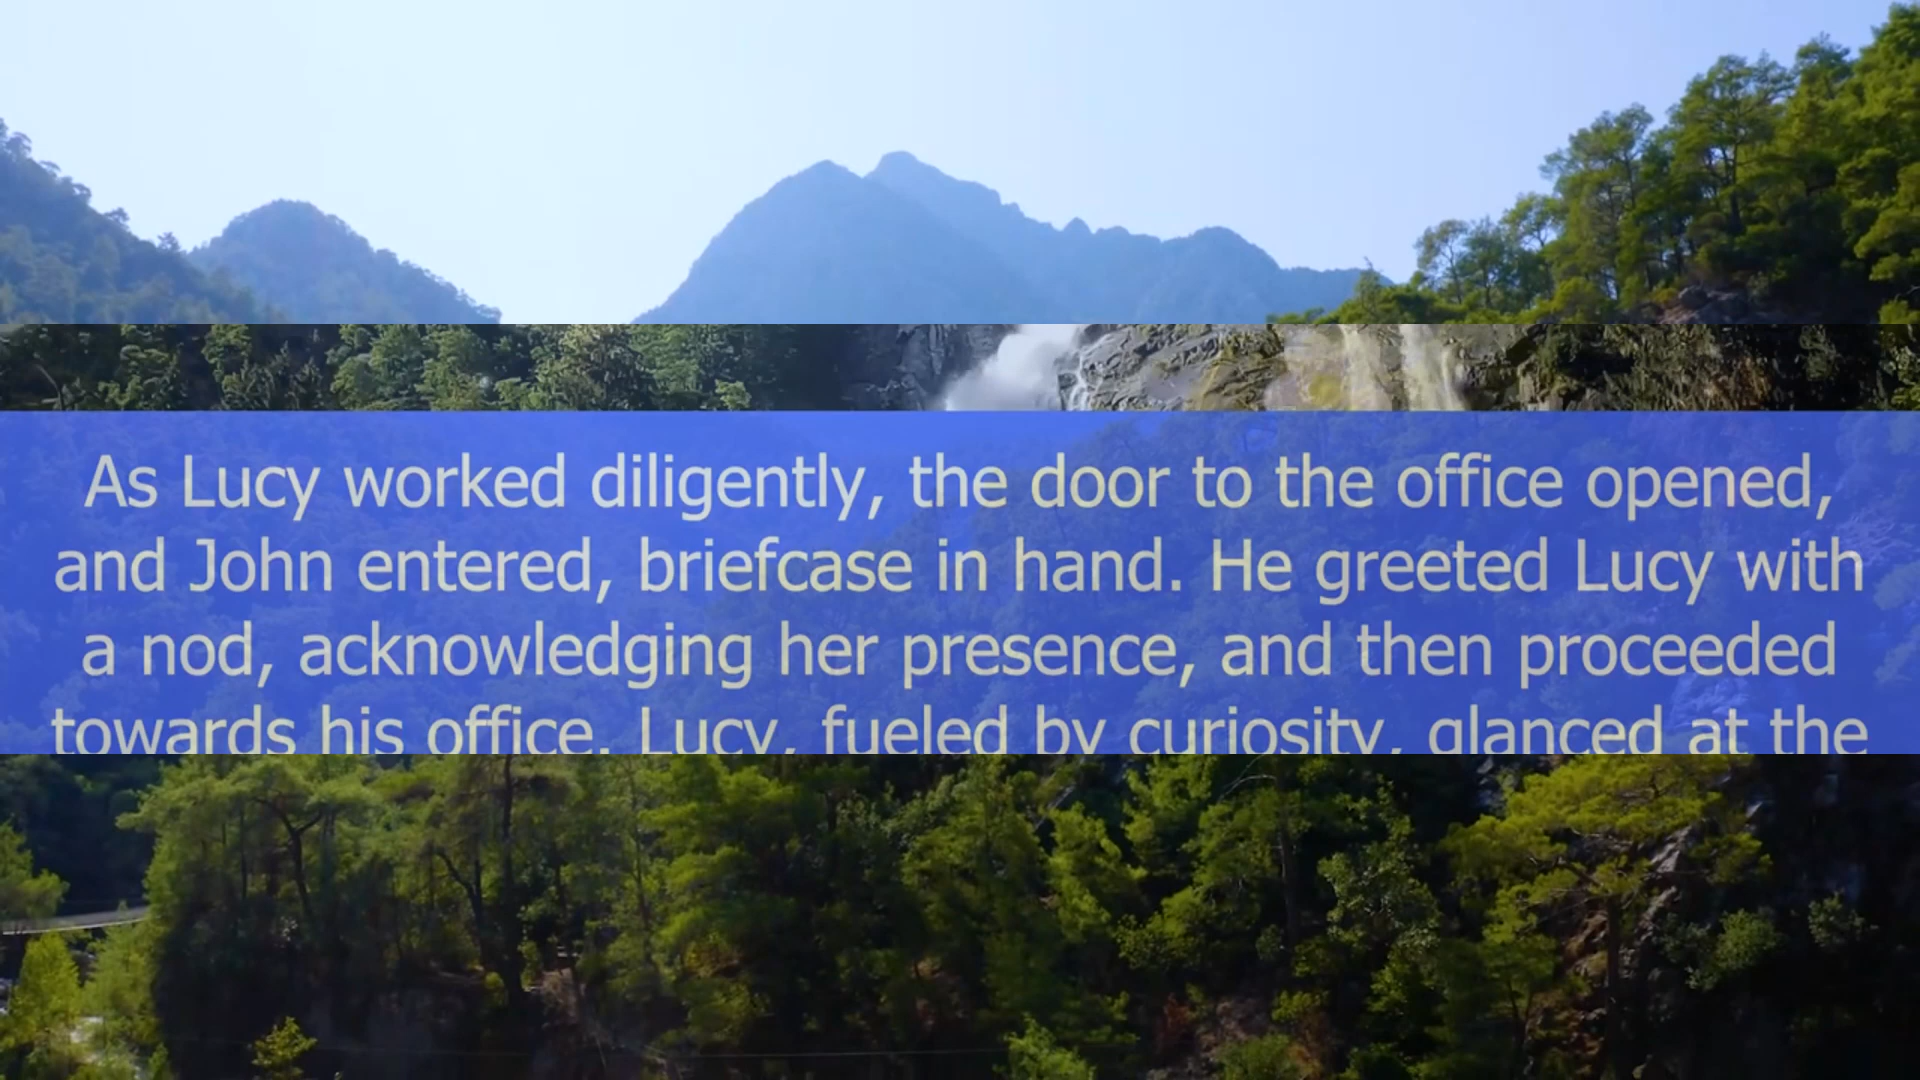 As Lucy worked diligently, the door to the office opened,
and John entered, briefcase in hand. He greeted Lucy with
a nod, acknowledging her presence, and then proceeded
towards his office. Lucy, fueled by curiosity, glanced at the